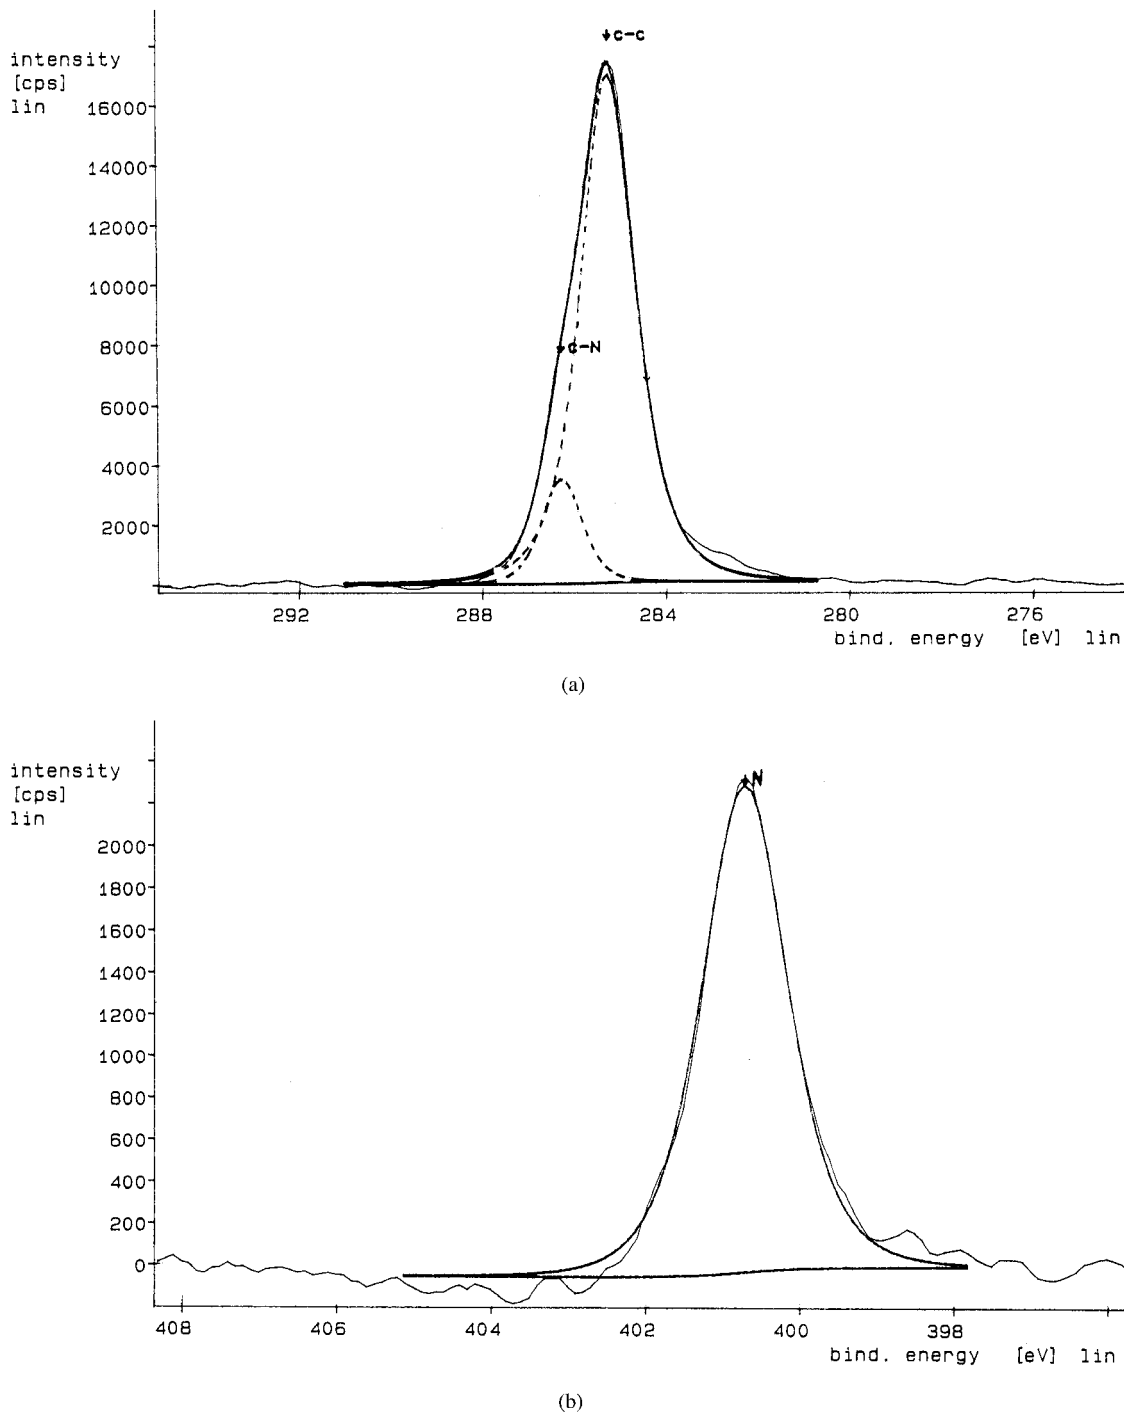 c-c
intensity
[cps]
lin
16000
14000
12000
10000
8000
c-N
6000
4000
2000
292 288 284 280 276
bind. energy [eV] lin
(a)
intensity
[cps]
lin
N
2000
1800
1600
1400
1200
1000
800
600
400
200
0
408 406 404 402 400 398
bind. energy [eV] lin
(b)